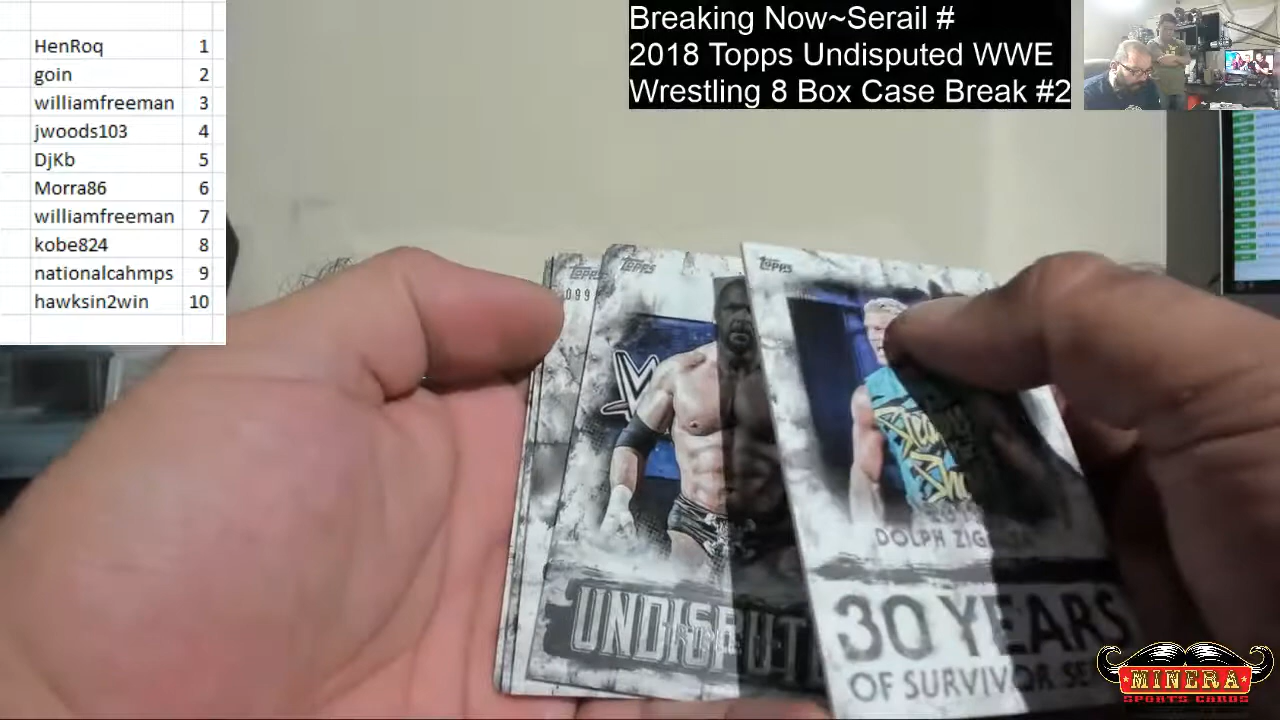 HenRoq 1
goin 2
williamfreeman 3
jwoods103 4
DjKb 5
Morra86 6
williamfreeman 7
kobe824 8
nationalcahmps 9
hawksin2win 10
Breaking Now~Serail #
2018 Topps Undisputed WWE
Wrestling 8 Box Case Break #2
TOPPS
099
TOPPS
UNDISPUT
TOPPS
DOLPH
30 YEARS
OF SURVIVOR SE
MINERA
SPORTS CARDS